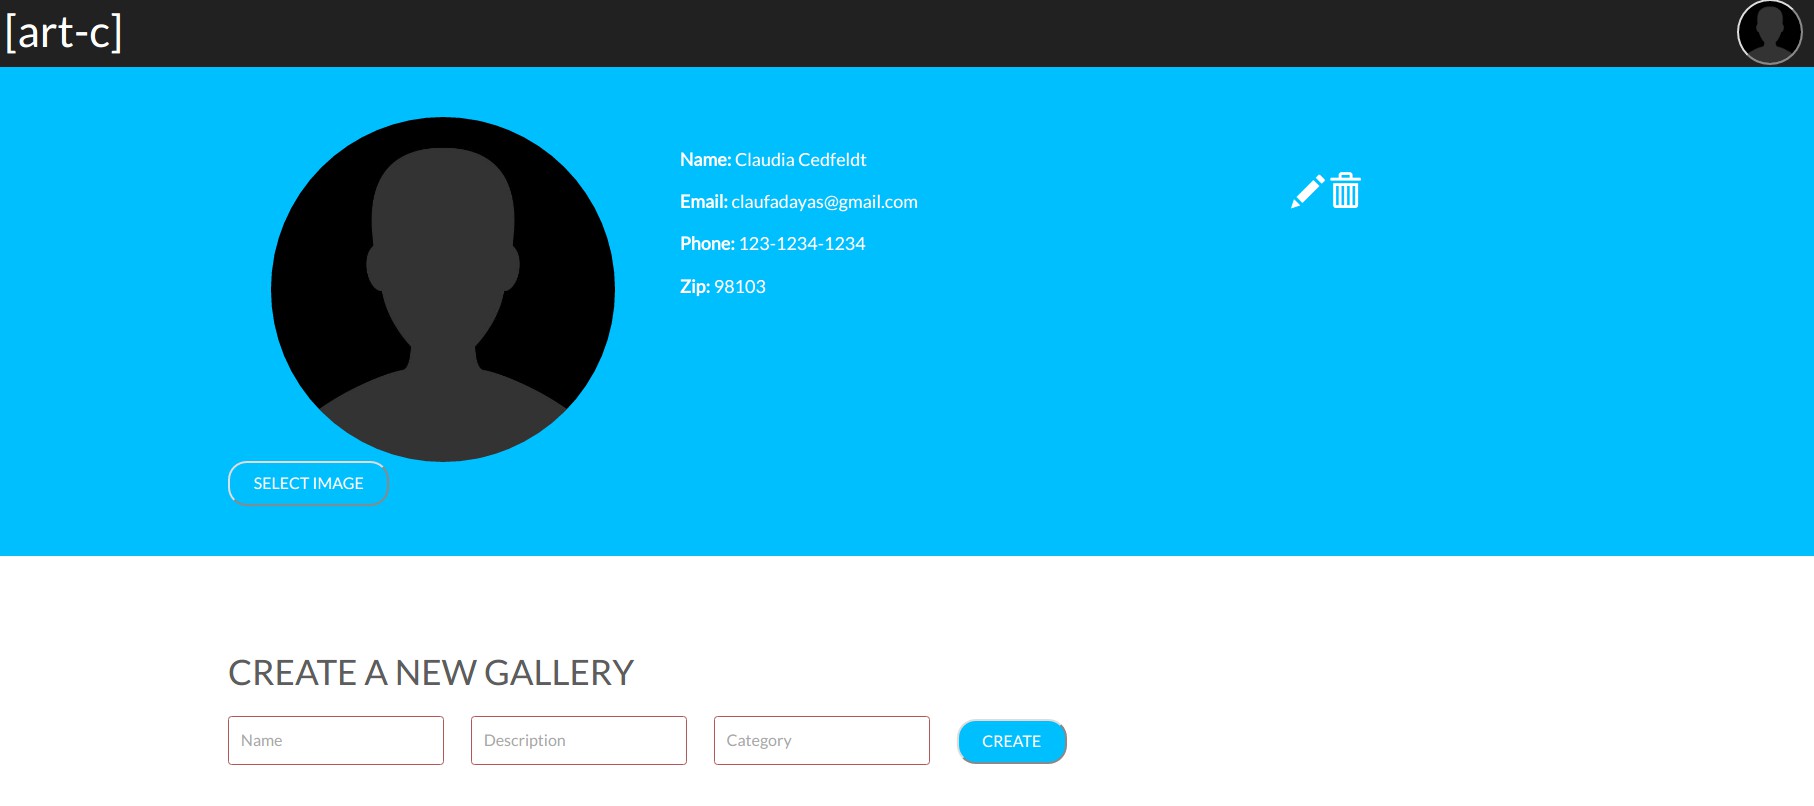 [art-c]
Name: Claudia Cedfeldt
Email: claufadayas@gmail.com
Phone: 123-1234-1234
Zip: 98103
SELECT IMAGE
CREATE A NEW GALLERY
Name Description Category CREATE